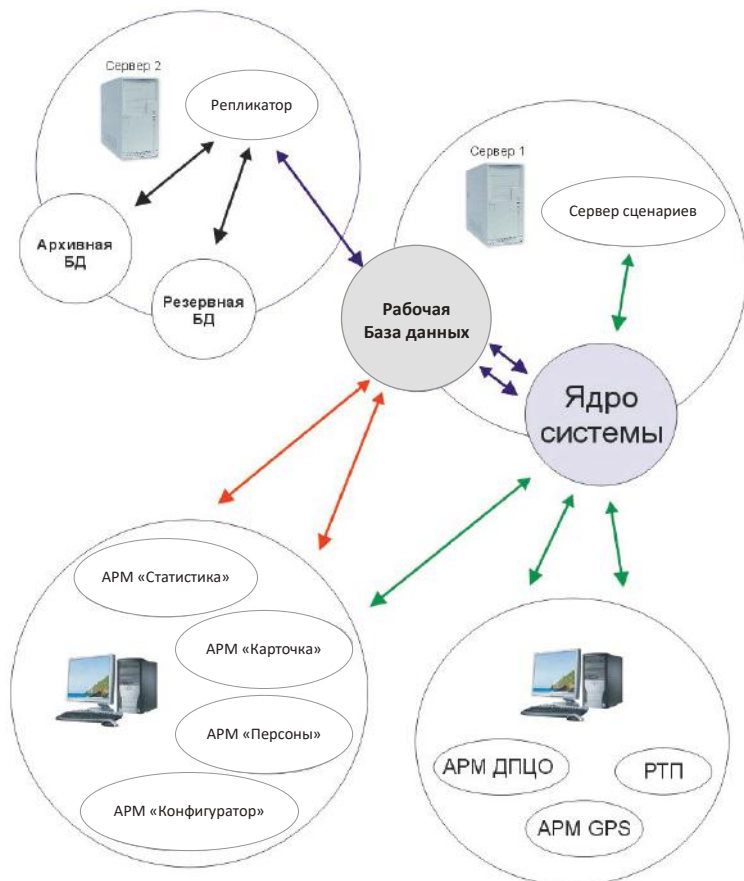 Сервер 2
Репликатор
Архивная
БД
Резервная
БД
Сервер 1
Сервер сценариев
Рабочая
База данных
Ядро
системы
АРМ «Статистика»
АРМ «Карточка»
АРМ «Персоны»
АРМ «Конфигуратор»
АРМ ДПЦО
РТП
АРМ GPS